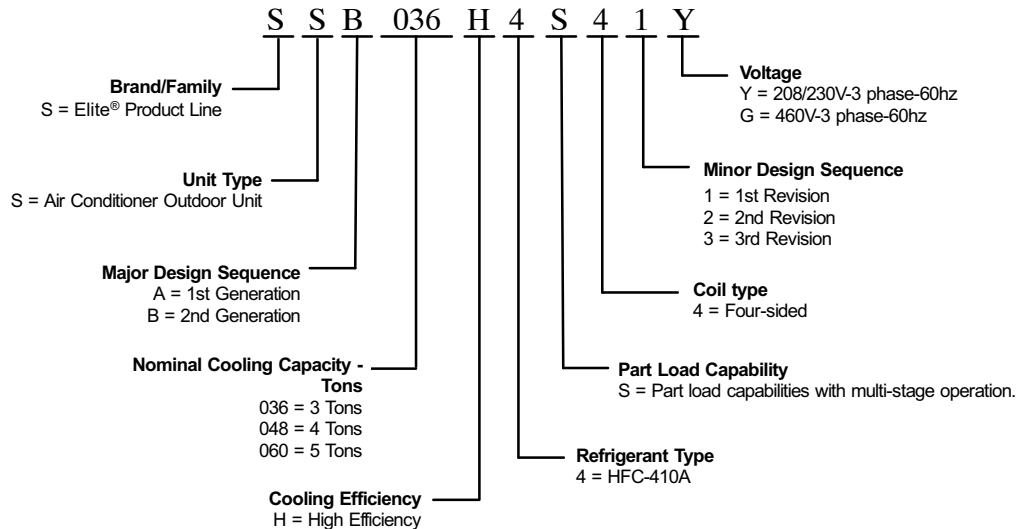 S S B 036 H 4 S 4 1 Y
Brand/Family
S = Elite® Product Line
Unit Type
S = Air Conditioner Outdoor Unit
Major Design Sequence
A = 1st Generation
B = 2nd Generation
Nominal Cooling Capacity -
Tons
036 = 3 Tons
048 = 4 Tons
060 = 5 Tons
Cooling Efficiency
H = High Efficiency
Voltage
Y = 208/230V-3 phase-60hz
G = 460V-3 phase-60hz
Minor Design Sequence
1 = 1st Revision
2 = 2nd Revision
3 = 3rd Revision
Coil type
4 = Four-sided
Part Load Capability
S = Part load capabilities with multi-stage operation.
Refrigerant Type
4 = HFC-410A